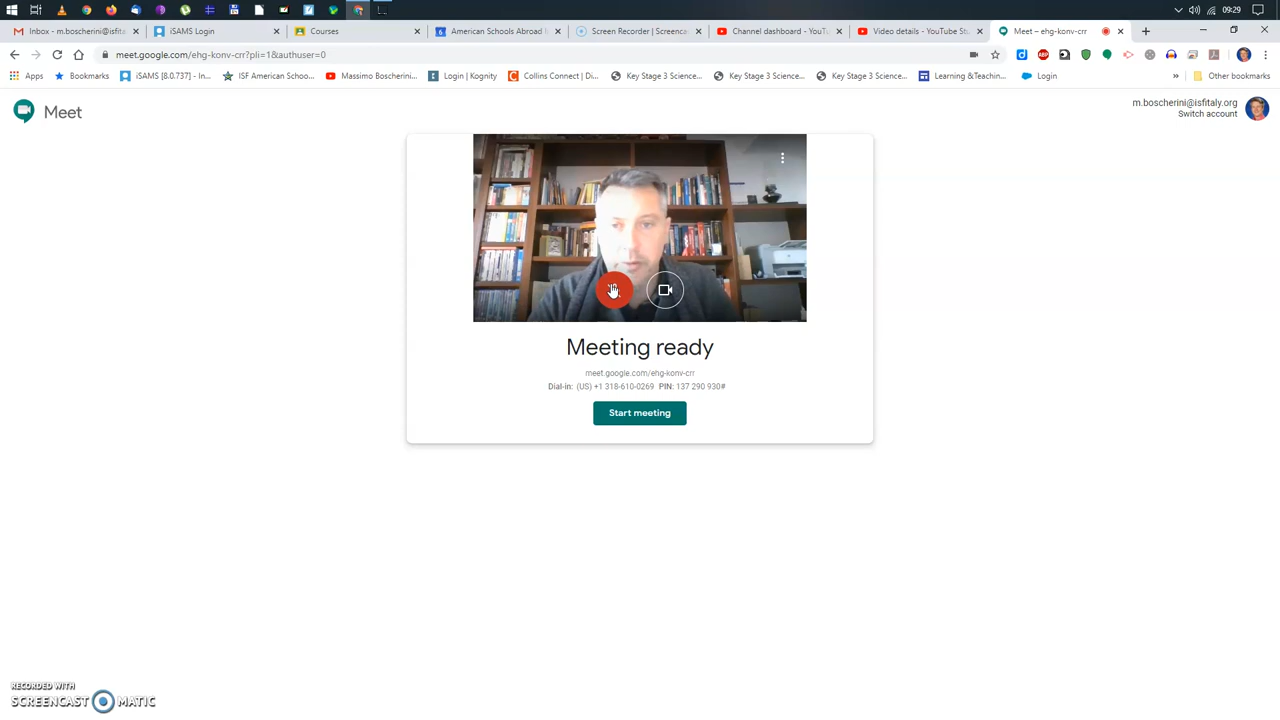 09:29
Inbox - m.boscherini@isfita
iSAMS Login
Courses
American Schools Abroad
Screen Recorder | Screenca
Channel dashboard - YouTu
Video details - YouTube Stu
Meet – ehg-konv-crr
meet.google.com/ehg-konv-crr?pli=1&authuser=0
Apps
Bookmarks
iSAMS [8.0.737] - In...
ISF American Schoo...
Massimo Boscherini...
Login | Kognity
Collins Connect | Di...
Key Stage 3 Science...
Key Stage 3 Science...
Key Stage 3 Science...
Learning &Teachin...
Login
»
Other bookmarks
Meet
m.boscherini@isfitaly.org
Switch account
Meeting ready
meet.google.com/ehg-konv-crr
Dial-in: (US) +1 318-610-0269 PIN: 137 290 930#
Start meeting
RECORDED WITH
SCREENCAST MATIC